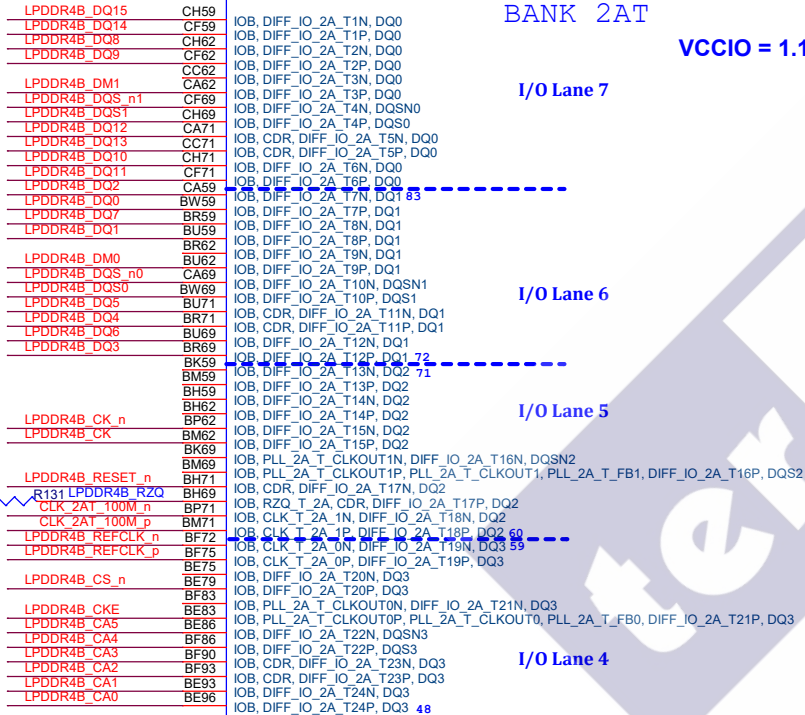 BANK 2AT
VCCIO = 1.1
LPDDR4B_DQ15 CH59 IOB, DIFF_IO_2A_T1N, DQ0
LPDDR4B_DQ14 CF59 IOB, DIFF_IO_2A_T1P, DQ0
LPDDR4B_DQ8 CH62 IOB, DIFF_IO_2A_T2N, DQ0
LPDDR4B_DQ9 CF62 IOB, DIFF_IO_2A_T2P, DQ0
CC62 IOB, DIFF_IO_2A_T3N, DQ0
LPDDR4B_DM1 CA62 IOB, DIFF_IO_2A_T3P, DQ0
I/O Lane 7
LPDDR4B_DQS_n1 CF69 IOB, DIFF_IO_2A_T4N, DQSN0
LPDDR4B_DQS1 CH69 IOB, DIFF_IO_2A_T4P, DQS0
LPDDR4B_DQ12 CA71 IOB, CDR, DIFF_IO_2A_T5N, DQ0
LPDDR4B_DQ13 CC71 IOB, CDR, DIFF_IO_2A_T5P, DQ0
LPDDR4B_DQ10 CH71 IOB, DIFF_IO_2A_T6N, DQ0
LPDDR4B_DQ11 CF71 IOB, DIFF_IO_2A_T6P, DQ0
LPDDR4B_DQ2 CA59 IOB, DIFF_IO_2A_T7N, DQ1 83
LPDDR4B_DQ0 BW59 IOB, DIFF_IO_2A_T7P, DQ1
LPDDR4B_DQ7 BR59 IOB, DIFF_IO_2A_T8N, DQ1
LPDDR4B_DQ1 BU59 IOB, DIFF_IO_2A_T8P, DQ1
BR62 IOB, DIFF_IO_2A_T9N, DQ1
LPDDR4B_DM0 BU62 IOB, DIFF_IO_2A_T9P, DQ1
LPDDR4B_DQS_n0 CA69 IOB, DIFF_IO_2A_T10N, DQSN1
I/O Lane 6
LPDDR4B_DQS0 BW69 IOB, DIFF_IO_2A_T10P, DQS1
LPDDR4B_DQ5 BU71 IOB, CDR, DIFF_IO_2A_T11N, DQ1
LPDDR4B_DQ4 BR71 IOB, CDR, DIFF_IO_2A_T11P, DQ1
LPDDR4B_DQ6 BU69 IOB, DIFF_IO_2A_T12N, DQ1
LPDDR4B_DQ3 BR69 IOB, DIFF_IO_2A_T12P, DQ1 72
BK59 IOB, DIFF_IO_2A_T13N, DQ2 71
BM59 IOB, DIFF_IO_2A_T13P, DQ2
BH59 IOB, DIFF_IO_2A_T14N, DQ2
BH62 IOB, DIFF_IO_2A_T14P, DQ2
I/O Lane 5
LPDDR4B_CK_n BP62 IOB, DIFF_IO_2A_T15N, DQ2
LPDDR4B_CK BM62 IOB, DIFF_IO_2A_T15P, DQ2
BK69 IOB, PLL_2A_T_CLKOUT1N, DIFF_IO_2A_T16N, DQSN2
BM69 IOB, PLL_2A_T_CLKOUT1P, PLL_2A_T_CLKOUT1, PLL_2A_T_FB1, DIFF_IO_2A_T16P, DQS2
LPDDR4B_RESET_n BH71 IOB, CDR, DIFF_IO_2A_T17N, DQ2
R131 LPDDR4B_RZQ BH69 IOB, RZQ_T_2A, CDR, DIFF_IO_2A_T17P, DQ2
CLK_2AT_100M_n BP71 IOB, CLK_T_2A_1N, DIFF_IO_2A_T18N, DQ2
CLK_2AT_100M_p BM71 IOB, CLK_T_2A_1P, DIFF_IO_2A_T18P, DQ2 60
LPDDR4B_REFCLK_n BF72 IOB, CLK_T_2A_0N, DIFF_IO_2A_T19N, DQ3 59
LPDDR4B_REFCLK_p BF75 IOB, CLK_T_2A_0P, DIFF_IO_2A_T19P, DQ3
BE75 IOB, DIFF_IO_2A_T20N, DQ3
LPDDR4B_CS_n BE79 IOB, DIFF_IO_2A_T20P, DQ3
BF83 IOB, PLL_2A_T_CLKOUT0N, DIFF_IO_2A_T21N, DQ3
LPDDR4B_CKE BE83 IOB, PLL_2A_T_CLKOUT0P, PLL_2A_T_CLKOUT0, PLL_2A_T_FB0, DIFF_IO_2A_T21P, DQ3
LPDDR4B_CA5 BE86 IOB, DIFF_IO_2A_T22N, DQSN3
LPDDR4B_CA4 BF86 IOB, DIFF_IO_2A_T22P, DQS3
I/O Lane 4
LPDDR4B_CA3 BF90 IOB, CDR, DIFF_IO_2A_T23N, DQ3
LPDDR4B_CA2 BF93 IOB, CDR, DIFF_IO_2A_T23P, DQ3
LPDDR4B_CA1 BE93 IOB, DIFF_IO_2A_T24N, DQ3
LPDDR4B_CA0 BE96 IOB, DIFF_IO_2A_T24P, DQ3 48
ter